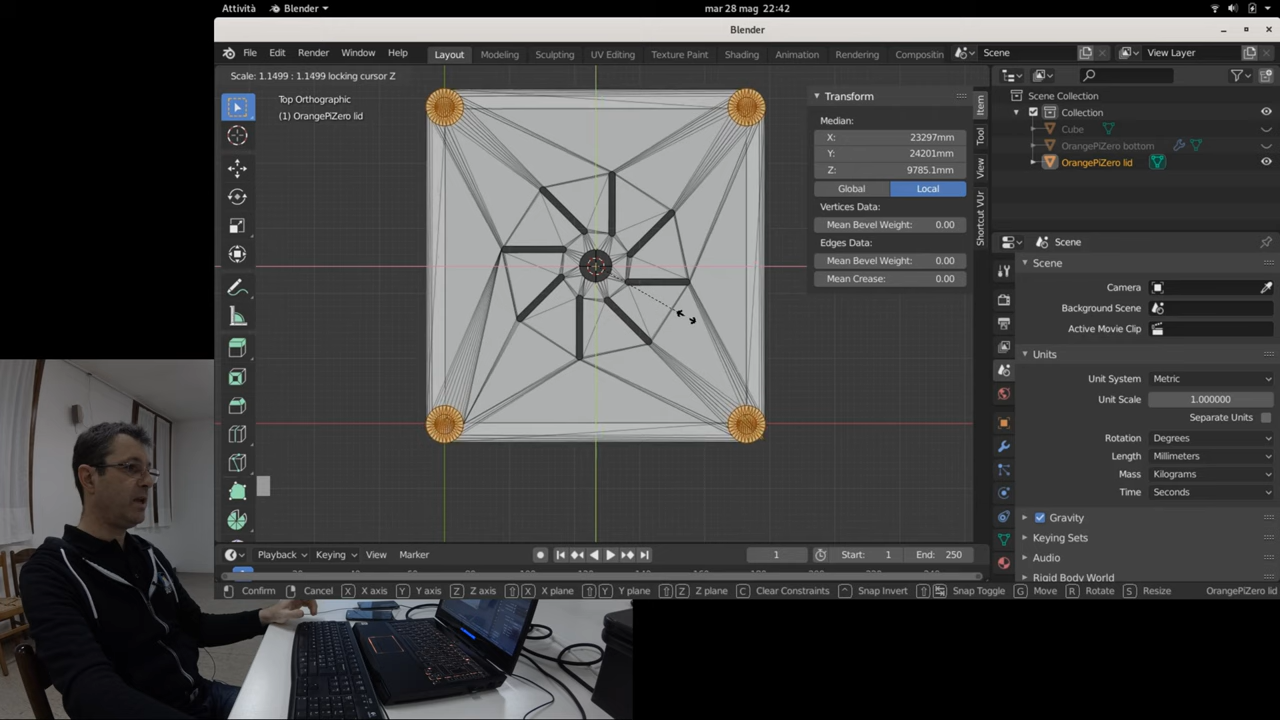 Attività
Blender
mar 28 mag 22:42
Blender
File Edit Render Window Help
Layout Modeling Sculpting UV Editing Texture Paint Shading Animation Rendering Compositin
Scene
View Layer
Scale: 1.1499 : 1.1499 locking cursor Z
Top Orthographic
(1) OrangePiZero lid
Transform
Median:
X: 23297mm
Y: 24201mm
Z: 9785.1mm
Global Local
Vertices Data:
Mean Bevel Weight: 0.00
Edges Data:
Mean Bevel Weight: 0.00
Mean Crease: 0.00
Item
Tool
View
Shortcut VUr
Scene Collection
Collection
Cube
OrangePiZero bottom
OrangePiZero lid
Scene
Scene
Camera
Background Scene
Active Movie Clip
Units
Unit System Metric
Unit Scale 1.000000
Separate Units
Rotation Degrees
Length Millimeters
Mass Kilograms
Time Seconds
Gravity
Keying Sets
Audio
Rigid Body World
Playback Keying View Marker
1 Start: 1 End: 250
Confirm Cancel X X axis Y Y axis Z Z axis X X plane Y Y plane Z Z plane C Clear Constraints Snap Invert Snap Toggle G Move R Rotate S Resize OrangePiZero lid